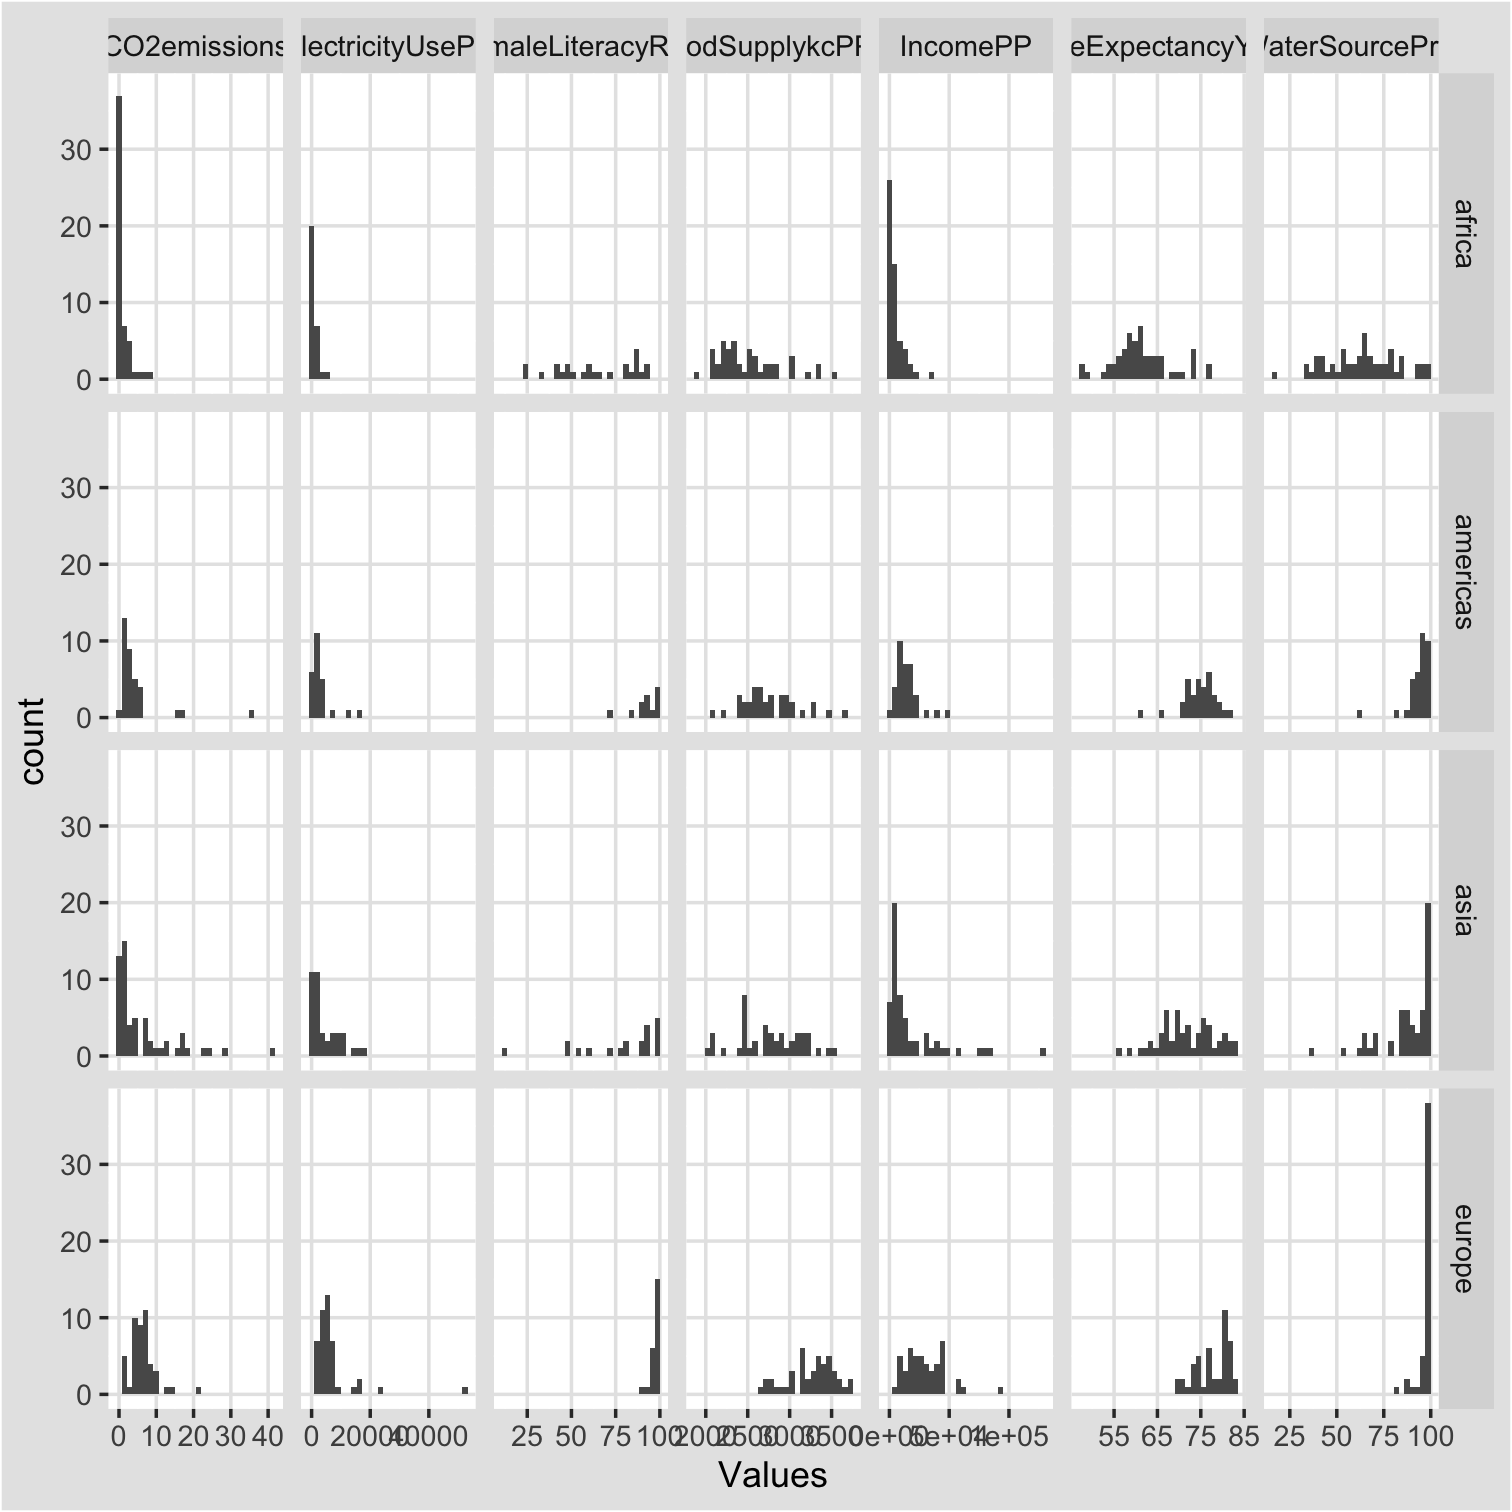 CO2emissions lectricityUseP maleLiteracyR odSupplykcPP IncomePP eExpectancyY aterSourcePr
30
20
10
0
africa
30
20
10
0
americas
count
30
20
10
0
asia
30
20
10
0
europe
0 10 20 30 40 0 20000 40000 25 50 75 100 2000 2500 3000 3500 0e+00 5e+04 1e+05 55 65 75 85 25 50 75 100
Values